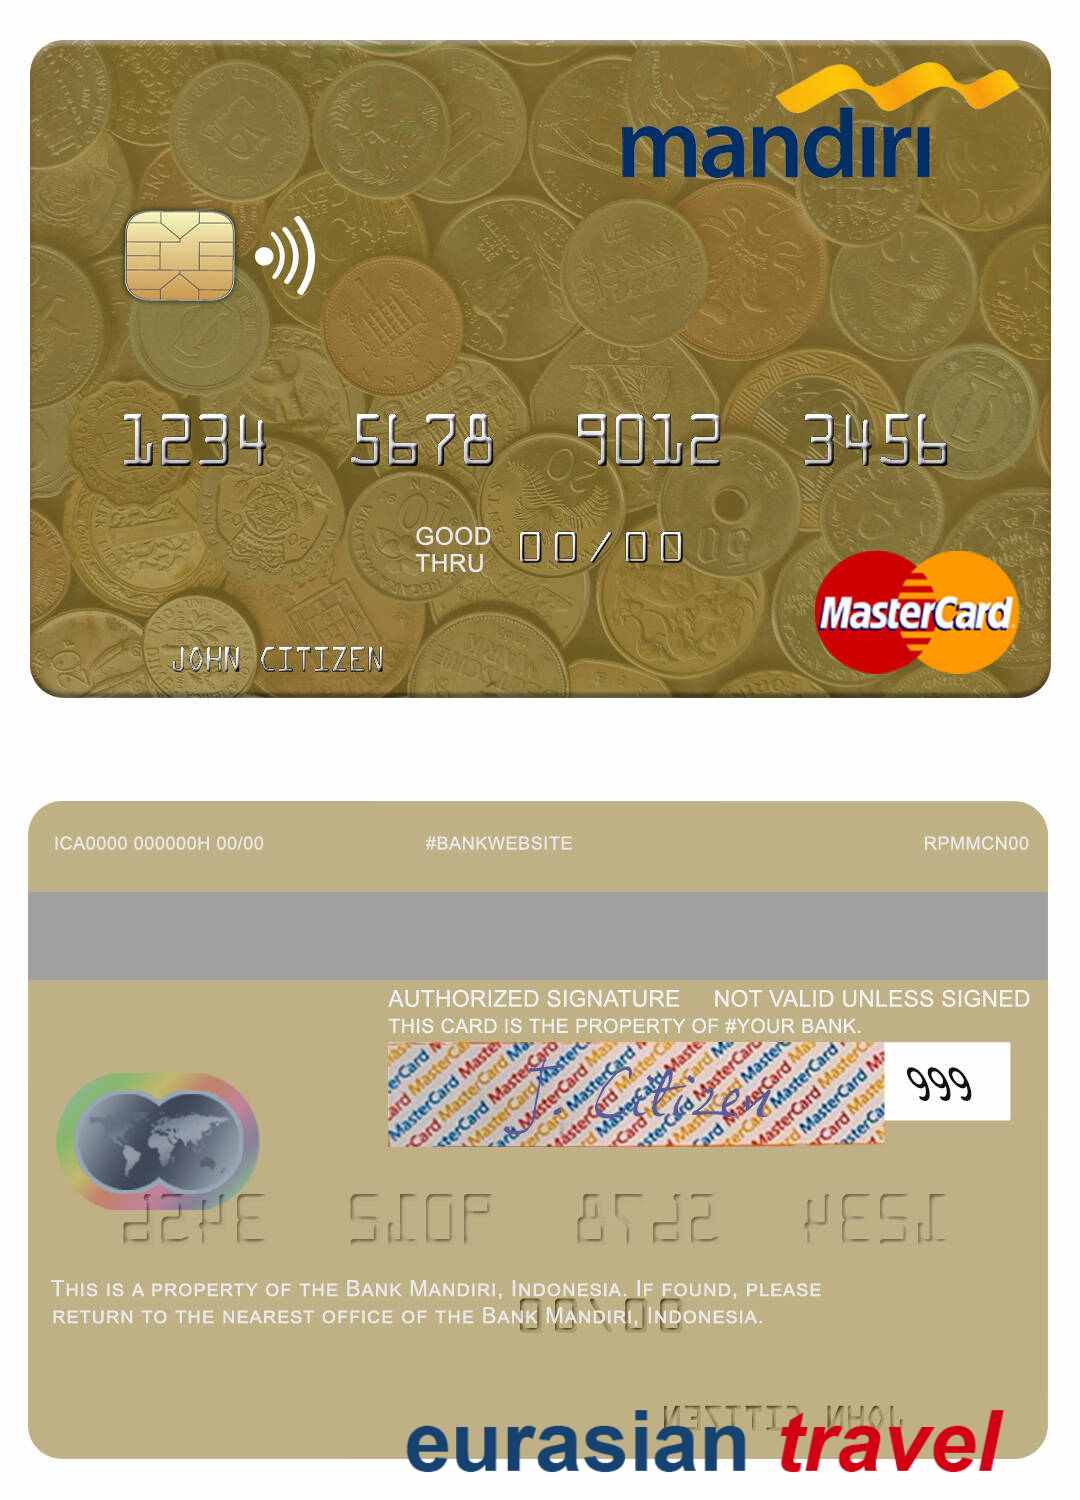 mandiri
1234 5678 9012 3456
GOOD THRU 00/00
JOHN CITIZEN
MasterCard
ICA0000 000000H 00/00 #BANKWEBSITE RPMMCN00
AUTHORIZED SIGNATURE NOT VALID UNLESS SIGNED
THIS CARD IS THE PROPERTY OF #YOUR BANK.
J. Citizen 999
THIS IS A PROPERTY OF THE BANK MANDIRI, INDONESIA. IF FOUND, PLEASE
RETURN TO THE NEAREST OFFICE OF THE BANK MANDIRI, INDONESIA.
eurasian travel